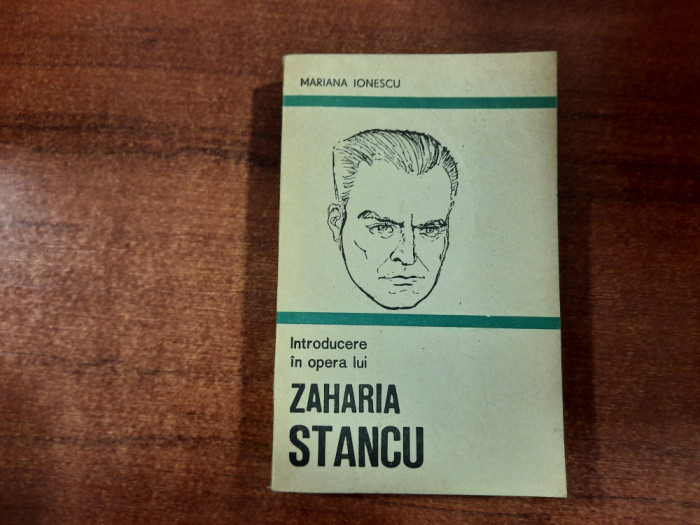 MARIANA IONESCU
Introducere
în opera lui
ZAHARIA
STANCU